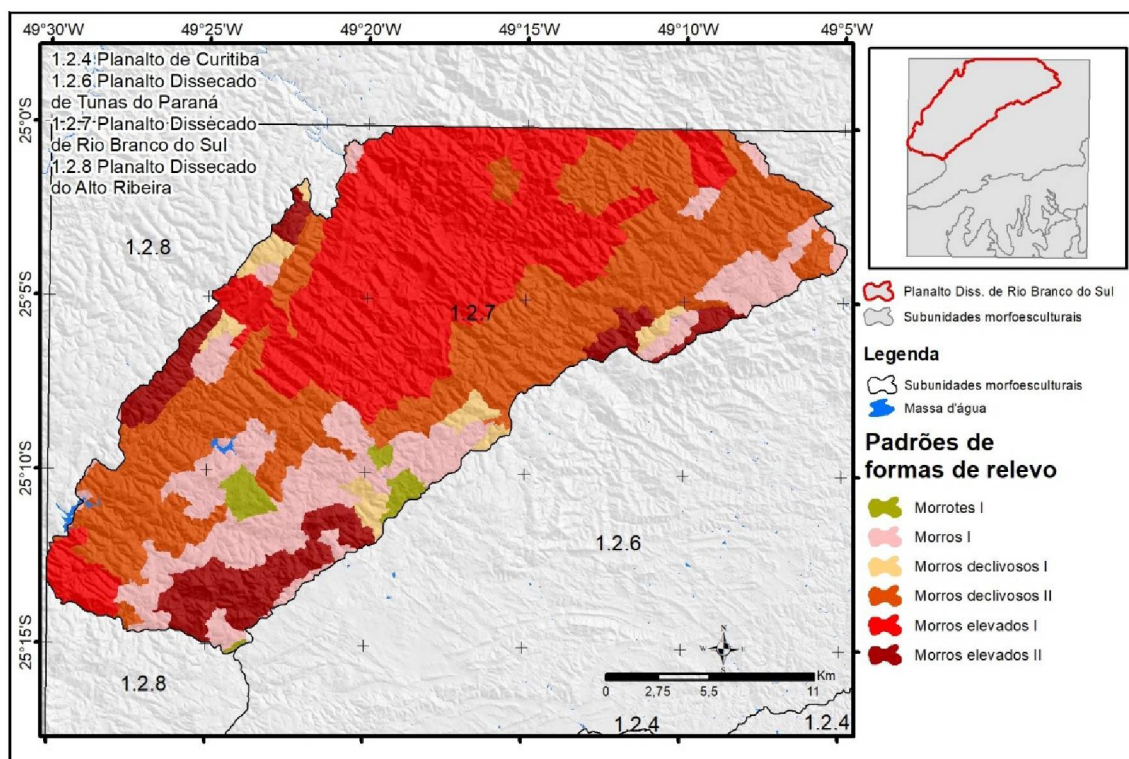 49°30'W
49°25'W
49°20'W
49°15'W
49°10'W
49°5'W
1.2.4 Planalto de Curitiba
1.2.6 Planalto Dissecado
de Tunas do Paraná
1.2.7 Planalto Dissecado
de Rio Branco do Sul
1.2.8 Planalto Dissecado
do Alto Ribeira
25°0'S
25°5'S
25°10'S
25°15'S
1.2.8
1.2.7
1.2.6
1.2.8
1.2.4
1.2.4
N
W
E
S
Km
0
2,75
5,5
11
Planalto Diss. de Rio Branco do Sul
Subunidades morfoesculturais
Legenda
Subunidades morfoesculturais
Massa d'água
Padrões de
formas de relevo
Morrotes I
Morros I
Morros declivosos I
Morros declivosos II
Morros elevados I
Morros elevados II